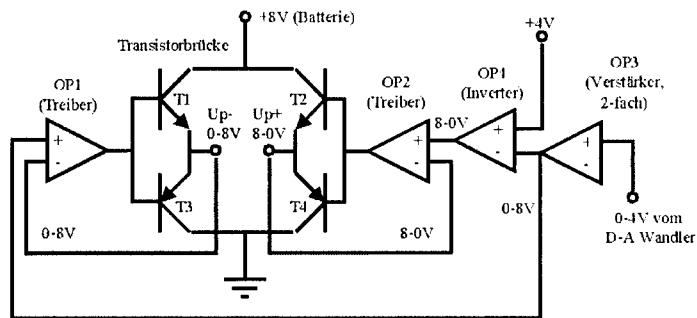 +8V (Batterie)
+4V
Transistorbrücke
OP1
(Treiber)
T1
Up-
0-8V
Up+
8-0V
T2
OP2
(Treiber)
8-0V
OP4
(Inverter)
OP3
(Verstärker,
2-fach)
+
-
+
-
+
-
+
-
T3
T4
0-8V
8-0V
0-8V
0-4V vom
D-A Wandler